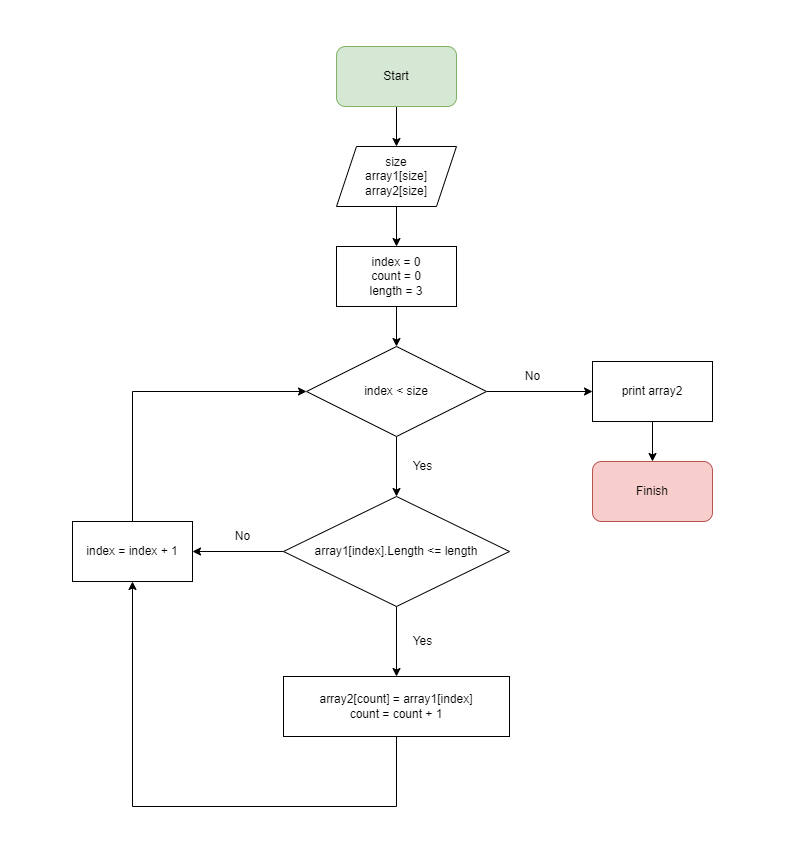 Start
size
array1[size]
array2[size]
index = 0
count = 0
length = 3
index < size
No
print array2
Yes
Finish
array1[index].Length <= length
No
index = index + 1
Yes
array2[count] = array1[index]
count = count + 1